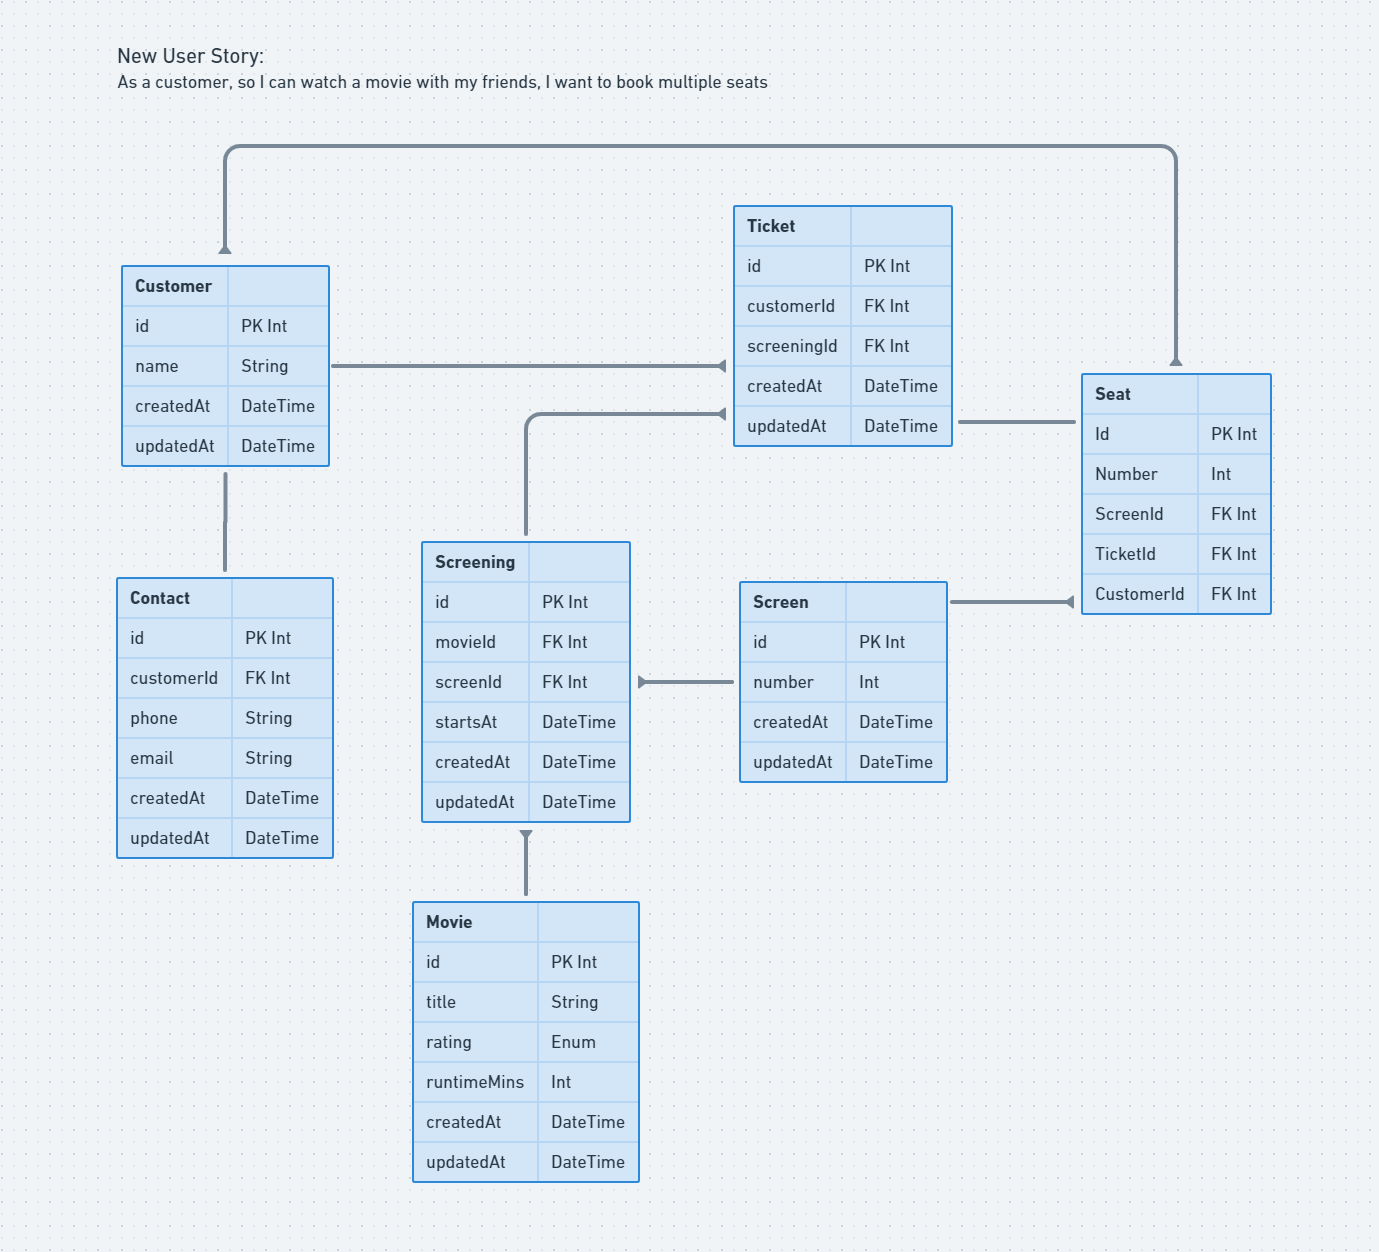 New User Story:
As a customer, so I can watch a movie with my friends, I want to book multiple seats
Ticket
id PK Int
customerId FK Int
screeningId FK Int
createdAt DateTime
updatedAt DateTime
Customer
id PK Int
name String
createdAt DateTime
updatedAt DateTime
Seat
Id PK Int
Number Int
ScreenId FK Int
TicketId FK Int
CustomerId FK Int
Contact
id PK Int
customerId FK Int
phone String
email String
createdAt DateTime
updatedAt DateTime
Screening
id PK Int
movieId FK Int
screenId FK Int
startsAt DateTime
createdAt DateTime
updatedAt DateTime
Screen
id PK Int
number Int
createdAt DateTime
updatedAt DateTime
Movie
id PK Int
title String
rating Enum
runtimeMins Int
createdAt DateTime
updatedAt DateTime